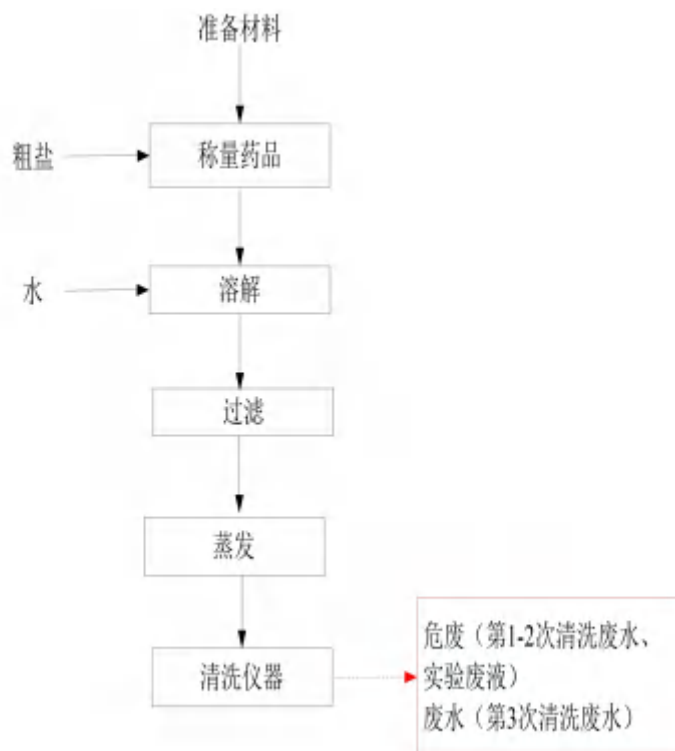 准备材料
粗盐
称量药品
水
溶解
过滤
蒸发
清洗仪器
危废（第1-2次清洗废水、
实验废液）
废水（第3次清洗废水）